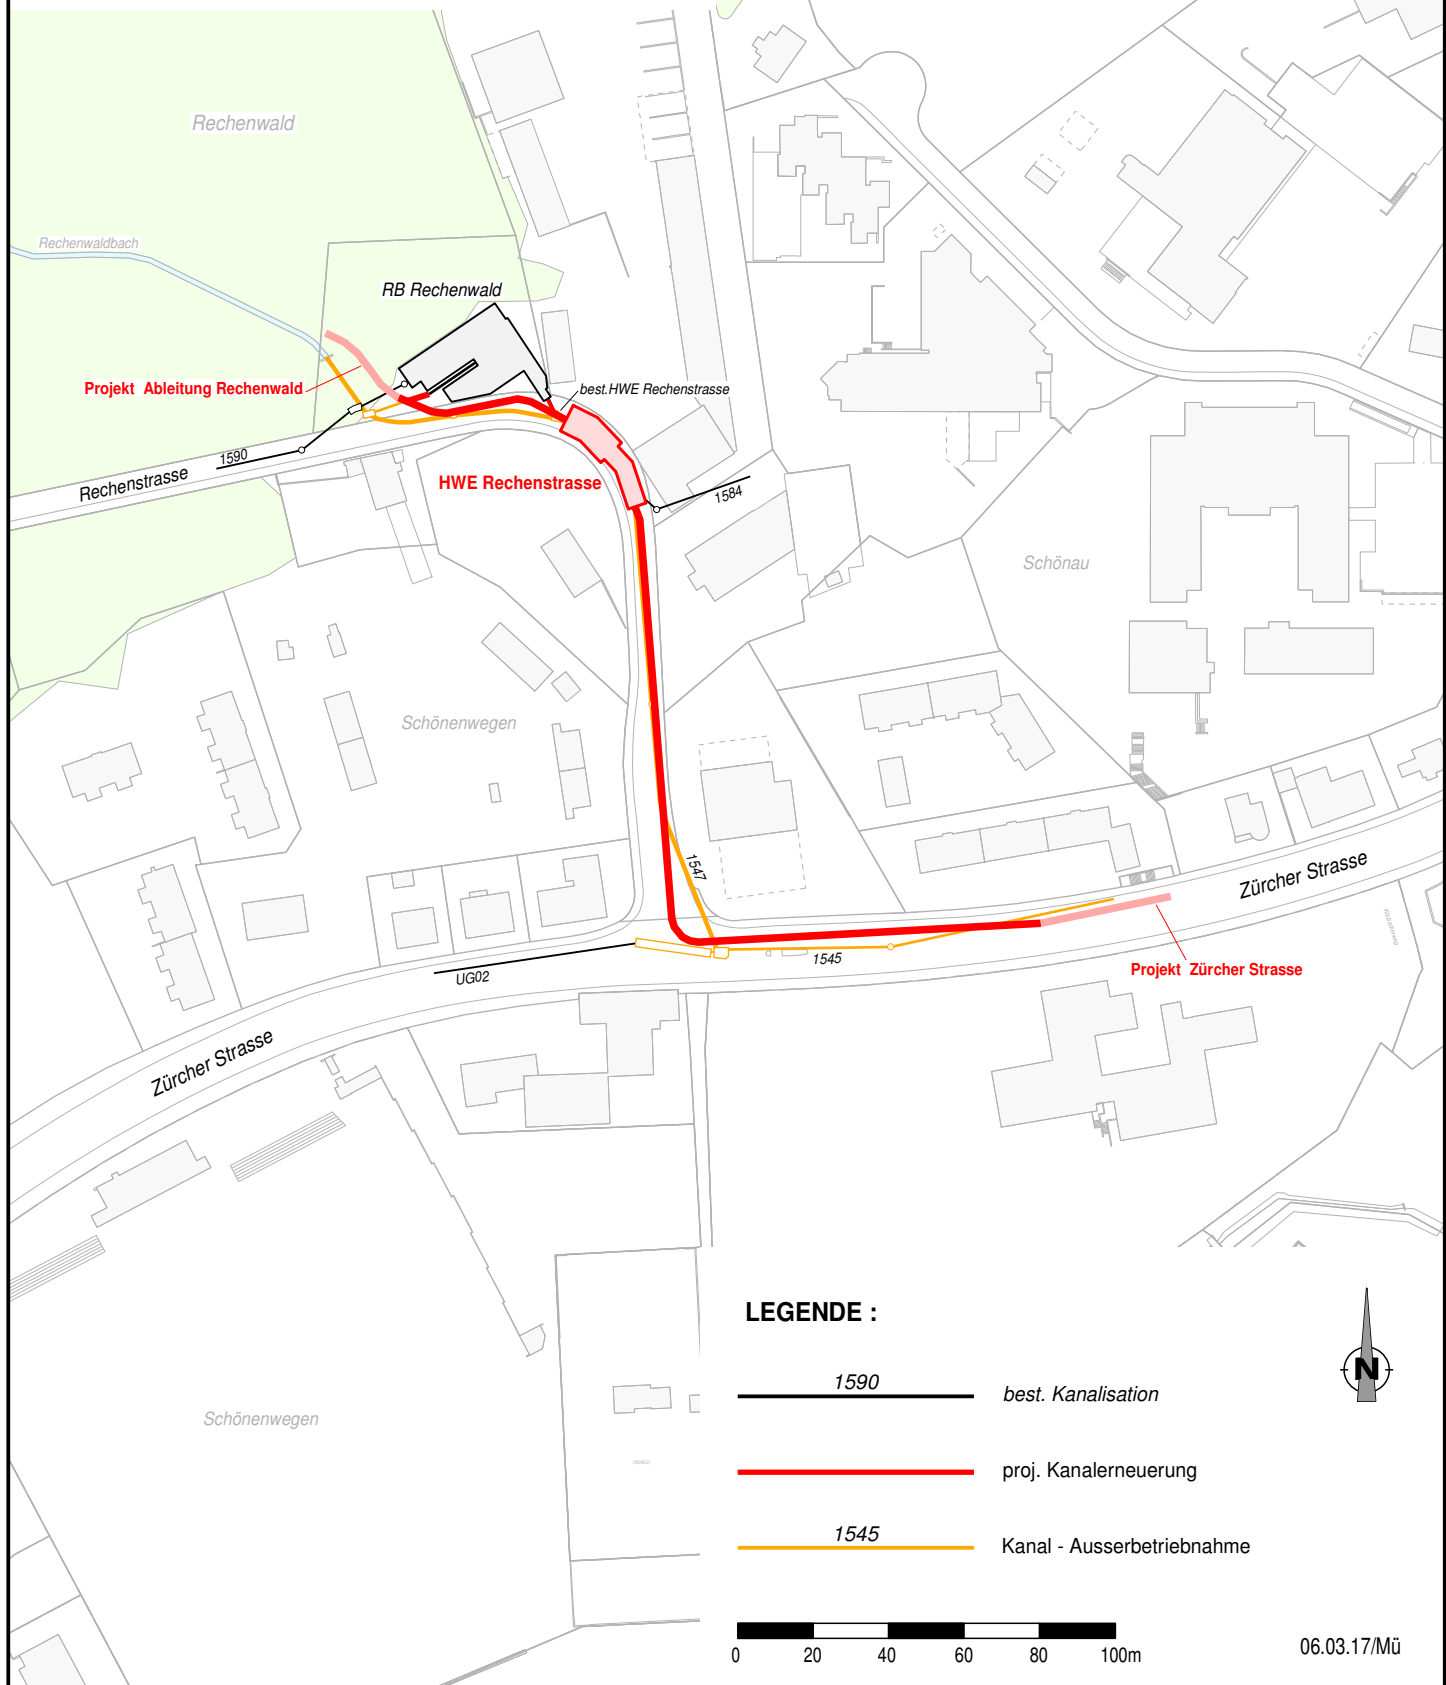 Rechenwald
Rechenwaldbach
RB Rechenwald
Projekt Ableitung Rechenwald
best.HWE Rechenstrasse
1590
Rechenstrasse
HWE Rechenstrasse
1584
Schönau
Schönenwegen
1547
Zürcher Strasse
1545
UG02
Projekt Zürcher Strasse
Zürcher Strasse
LEGENDE :
1590
best. Kanalisation
N
Schönenwegen
proj. Kanalerneuerung
1545
Kanal - Ausserbetriebnahme
0 20 40 60 80 100m
06.03.17/Mü